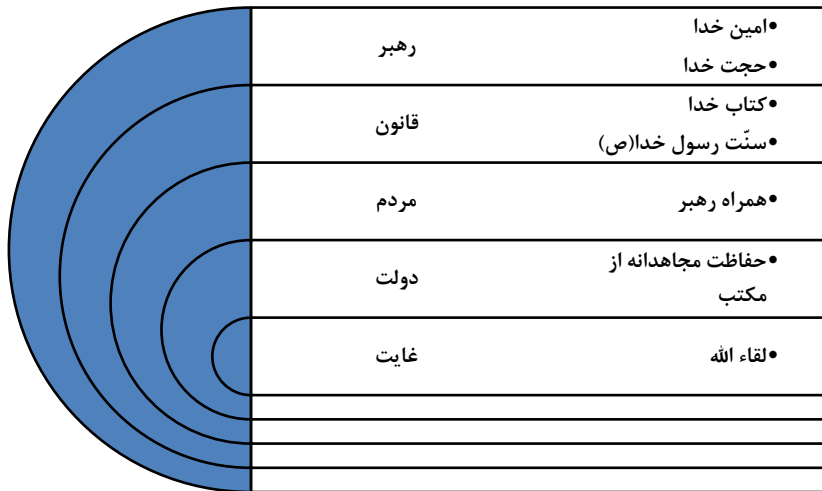 رهبر
•امین خدا
•حجت خدا
قانون
•کتاب خدا
•سنّت رسول خدا(ص)
مردم
•همراه رهبر
دولت
•حفاظت مجاهدانه از
مکتب
غایت
•لقاء الله